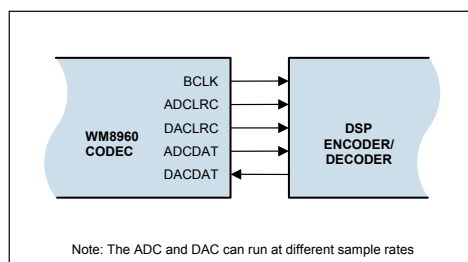 BCLK
ADCLRC
DACLRC
ADCDAT
DACDAT
WM8960
CODEC
DSP
ENCODER/
DECODER
Note: The ADC and DAC can run at different sample rates